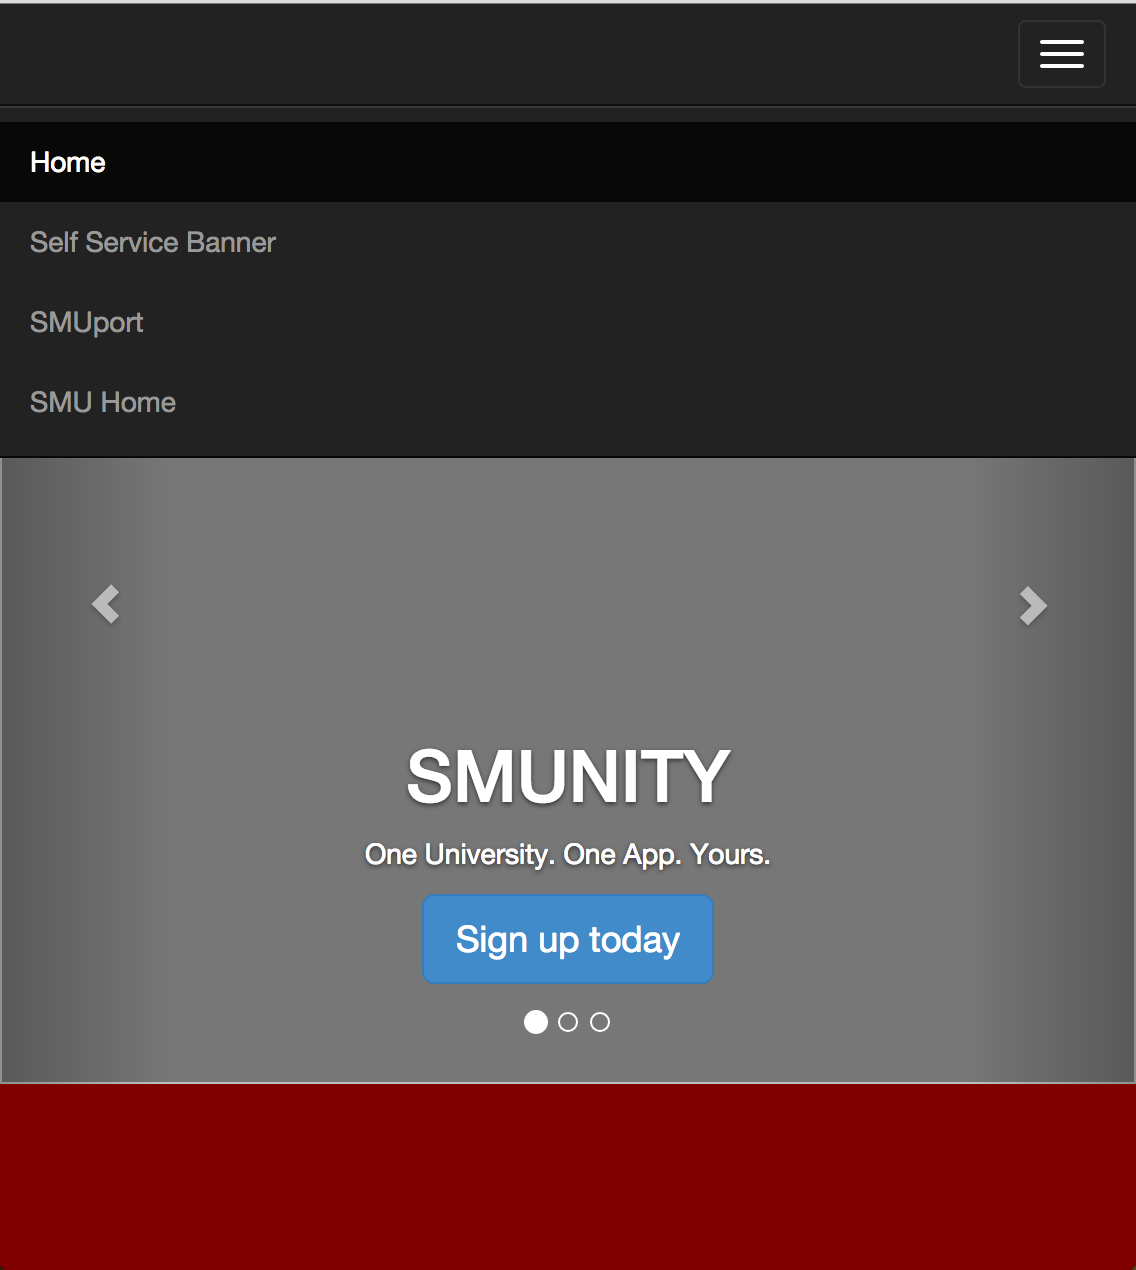 Home
Self Service Banner
SMUport
SMU Home
SMUNITY
One University. One App. Yours.
Sign up today